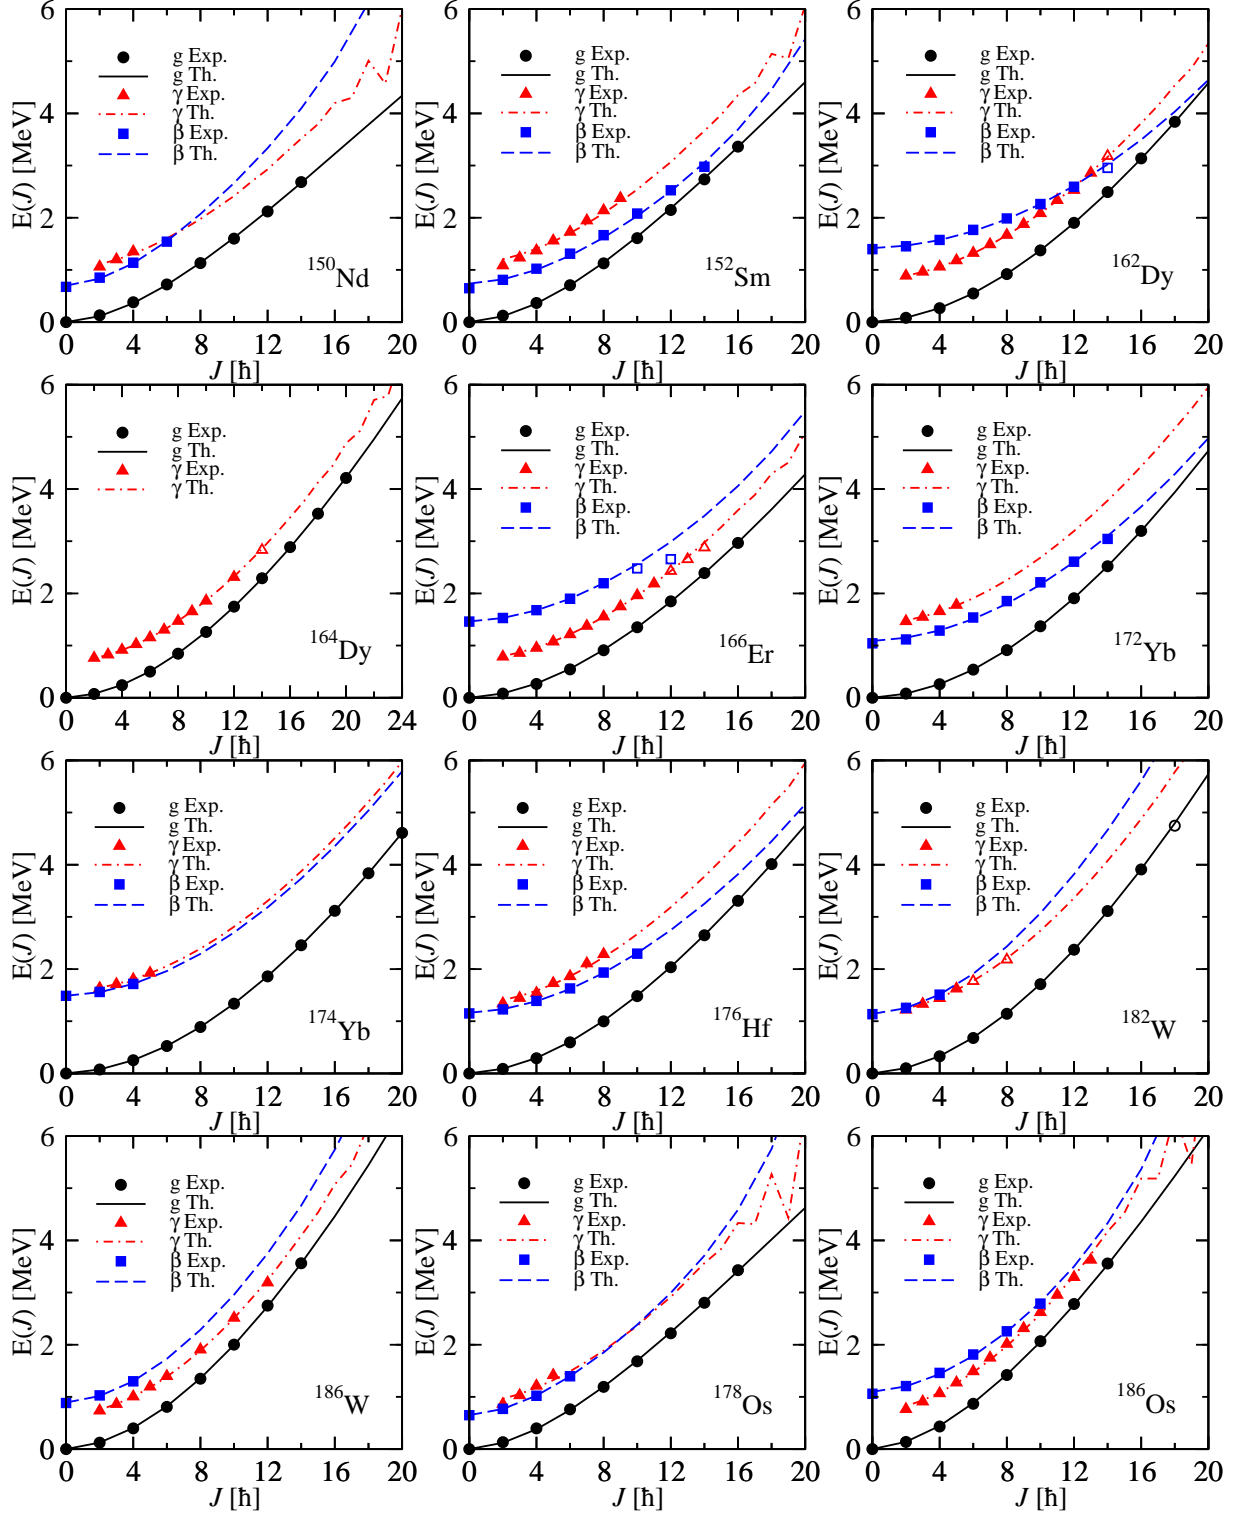 6
4
2
0
E(J) [MeV]
g Exp.
g Th.
γ Exp.
γ Th.
β Exp.
β Th.
¹⁵⁰Nd
0 4 8 12 16 20
J [ħ]
6
4
2
0
E(J) [MeV]
g Exp.
g Th.
γ Exp.
γ Th.
β Exp.
β Th.
¹⁵²Sm
0 4 8 12 16 20
J [ħ]
6
4
2
0
E(J) [MeV]
g Exp.
g Th.
γ Exp.
γ Th.
β Exp.
β Th.
¹⁶²Dy
0 4 8 12 16 20
J [ħ]
6
4
2
0
E(J) [MeV]
g Exp.
g Th.
γ Exp.
γ Th.
¹⁶⁴Dy
0 4 8 12 16 20 24
J [ħ]
6
4
2
0
E(J) [MeV]
g Exp.
g Th.
γ Exp.
γ Th.
β Exp.
β Th.
¹⁶⁶Er
0 4 8 12 16 20
J [ħ]
6
4
2
0
E(J) [MeV]
g Exp.
g Th.
γ Exp.
γ Th.
β Exp.
β Th.
¹⁷²Yb
0 4 8 12 16 20
J [ħ]
6
4
2
0
E(J) [MeV]
g Exp.
g Th.
γ Exp.
γ Th.
β Exp.
β Th.
¹⁷⁴Yb
0 4 8 12 16 20
J [ħ]
6
4
2
0
E(J) [MeV]
g Exp.
g Th.
γ Exp.
γ Th.
β Exp.
β Th.
¹⁷⁶Hf
0 4 8 12 16 20
J [ħ]
6
4
2
0
E(J) [MeV]
g Exp.
g Th.
γ Exp.
γ Th.
β Exp.
β Th.
¹⁸²W
0 4 8 12 16 20
J [ħ]
6
4
2
0
E(J) [MeV]
g Exp.
g Th.
γ Exp.
γ Th.
β Exp.
β Th.
¹⁸⁶W
0 4 8 12 16 20
J [ħ]
6
4
2
0
E(J) [MeV]
g Exp.
g Th.
γ Exp.
γ Th.
β Exp.
β Th.
¹⁷⁸Os
0 4 8 12 16 20
J [ħ]
6
4
2
0
E(J) [MeV]
g Exp.
g Th.
γ Exp.
γ Th.
β Exp.
β Th.
¹⁸⁶Os
0 4 8 12 16 20
J [ħ]